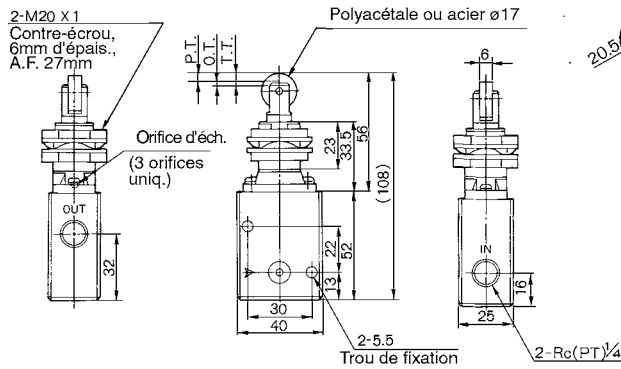 2-M20 X 1
Contre-écrou,
6mm d'épais.,
A.F. 27mm
Polyacétale ou acier ø17
P.T.
O.T.
T.T.
6
20.5
Orifice d'éch.
(3 orifices
uniq.)
23
33.5
56
(108)
OUT
32
22
52
13
30
40
IN
16
25
2-5.5
Trou de fixation
2-Rc(PT)1/4